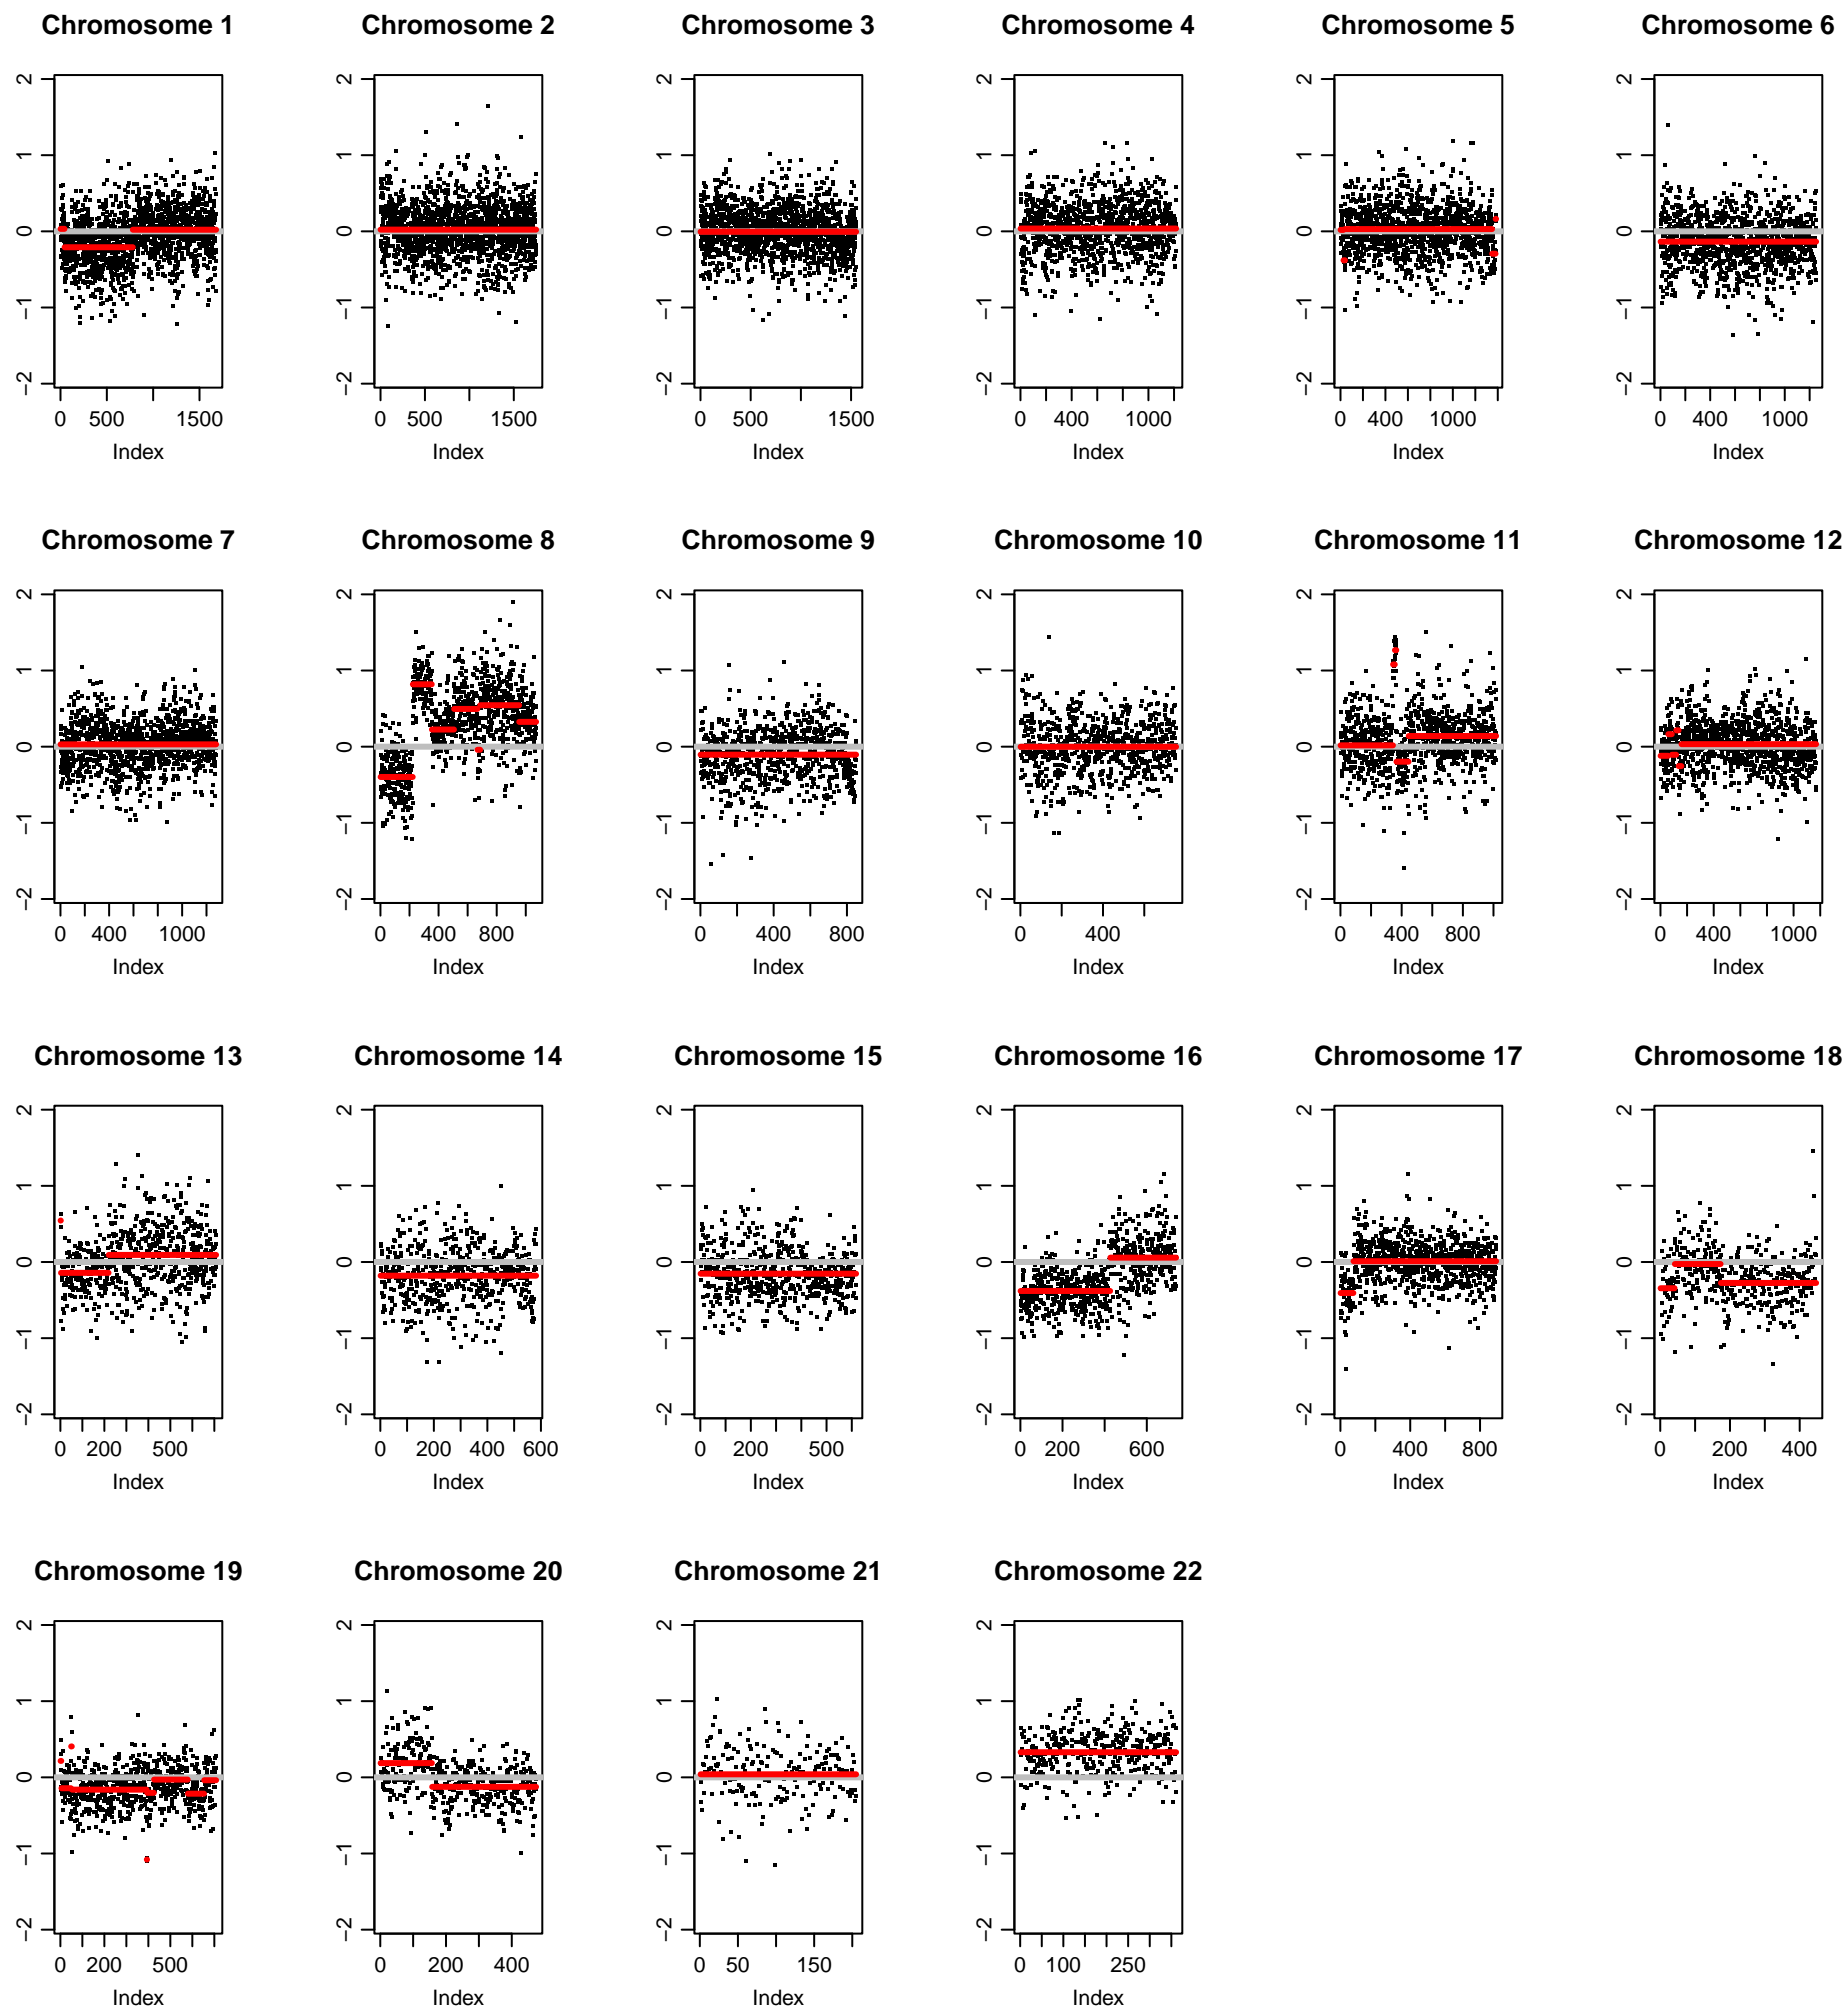 Chromosome 1 Chromosome 2 Chromosome 3 Chromosome 4 Chromosome 5 Chromosome 6
2 2 2 2 2 2
1 1 1 1 1 1
0 0 0 0 0 0
−1 −1 −1 −1 −1 −1
−2 −2 −2 −2 −2 −2
0 500 1500 0 500 1500 0 500 1500 0 400 1000 0 400 1000 0 400 1000
Index Index Index Index Index Index
Chromosome 7 Chromosome 8 Chromosome 9 Chromosome 10 Chromosome 11 Chromosome 12
2 2 2 2 2 2
1 1 1 1 1 1
0 0 0 0 0 0
−1 −1 −1 −1 −1 −1
−2 −2 −2 −2 −2 −2
0 400 1000 0 400 800 0 400 800 0 400 0 400 800 0 400 1000
Index Index Index Index Index Index
Chromosome 13 Chromosome 14 Chromosome 15 Chromosome 16 Chromosome 17 Chromosome 18
2 2 2 2 2 2
1 1 1 1 1 1
0 0 0 0 0 0
−1 −1 −1 −1 −1 −1
−2 −2 −2 −2 −2 −2
0 200 500 0 200 400 600 0 200 500 0 200 600 0 400 800 0 200 400
Index Index Index Index Index Index
Chromosome 19 Chromosome 20 Chromosome 21 Chromosome 22
2 2 2 2
1 1 1 1
0 0 0 0
−1 −1 −1 −1
−2 −2 −2 −2
0 200 500 0 200 400 0 50 150 0 100 250
Index Index Index Index